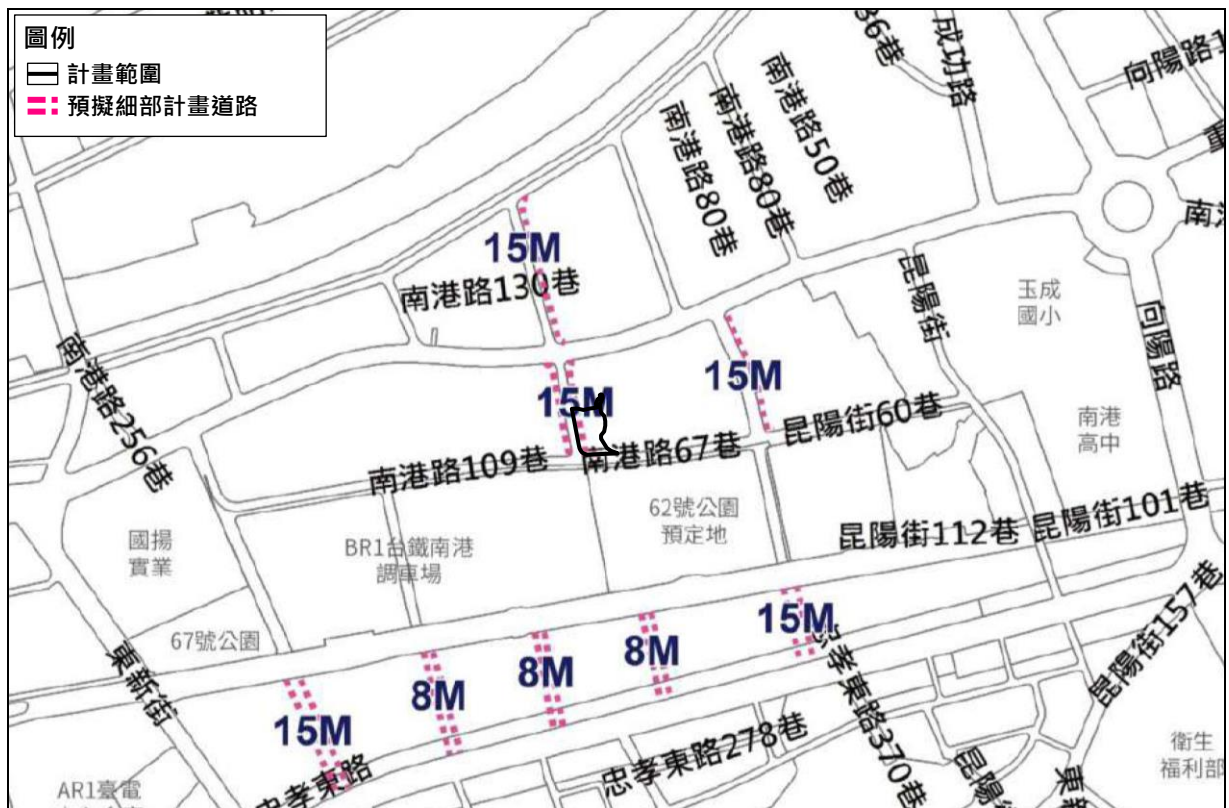 圖例
計畫範圍
預擬細部計畫道路
成功路
向陽路
南港路50巷
南港路80巷
南港路80巷
15M
南港路130巷
昆陽街
玉成
國小
向陽路
南港路256巷
15M
15M
昆陽街60巷
南港
高中
南港路109巷
南港路67巷
62號公園
預定地
昆陽街112巷
昆陽街101巷
國揚
實業
BR1台鐵南港
調車場
67號公園
東新街
15M
8M
8M
8M
15M
忠孝東路
忠孝東路278巷
忠孝東路370巷
昆陽街157巷
衛生
福利部
AR1臺電